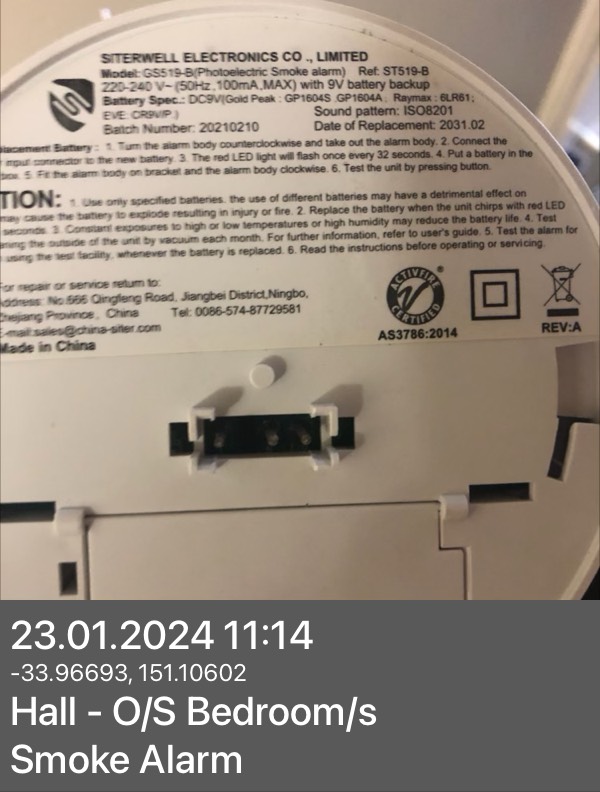 SITERWELL ELECTRONICS CO ., LIMITED
Model: GS519-B(Photoelectric Smoke alarm) Ref: ST519-B
220-240 V~ (50Hz ,100mA,MAX) with 9V battery backup
Battery Spec.: DC9V(Gold Peak : GP1604S ,GP1604A , Raymax : 6LR61;
EVE: CR9V/P.)
Sound pattern: ISO8201
Batch Number: 20210210
Date of Replacement: 2031.02
lacement Battery : 1. Turn the alarm body counterclockwise and take out the alarm body. 2. Connect the
input connector to the new battery. 3. The red LED light will flash once every 32 seconds. 4. Put a battery in the
box. 5. Fit the alarm body on bracket and the alarm body clockwise. 6. Test the unit by pressing button.
TION: 1. Use only specified batteries. the use of different batteries may have a detrimental effect on
may cause the battery to explode resulting in injury or fire. 2. Replace the battery when the unit chirps with red LED
seconds. 3. Constant exposures to high or low temperatures or high humidity may reduce the battery life. 4. Test
ning the outside of the unit by vacuum each month. For further information, refer to user's guide. 5. Test the alarm for
using the test facility, whenever the battery is replaced. 6. Read the instructions before operating or servicing.
For repair or service return to:
Address: No.666 Qingfeng Road, Jiangbei District,Ningbo,
Zhejiang Province , China Tel: 0086-574-87729581
E-mail:sales@china-siter.com
Made in China
ACTIVFIRE
CERTIFIED
®
AS3786:2014
REV:A
23.01.2024 11:14
-33.96693, 151.10602
Hall - O/S Bedroom/s
Smoke Alarm